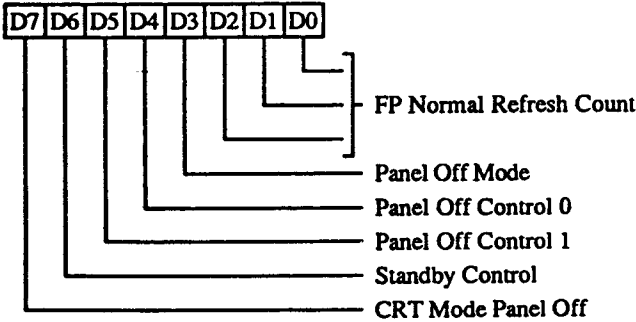 D7 D6 D5 D4 D3 D2 D1 D0
FP Normal Refresh Count
Panel Off Mode
Panel Off Control 0
Panel Off Control 1
Standby Control
CRT Mode Panel Off